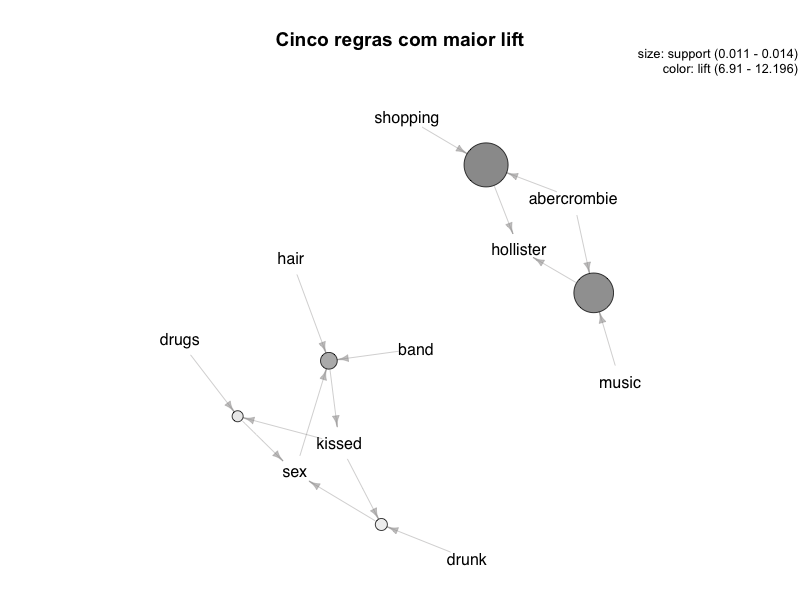 Cinco regras com maior lift
size: support (0.011 - 0.014)
color: lift (6.91 - 12.196)
shopping
abercrombie
hollister
hair
drugs
band
music
kissed
sex
drunk